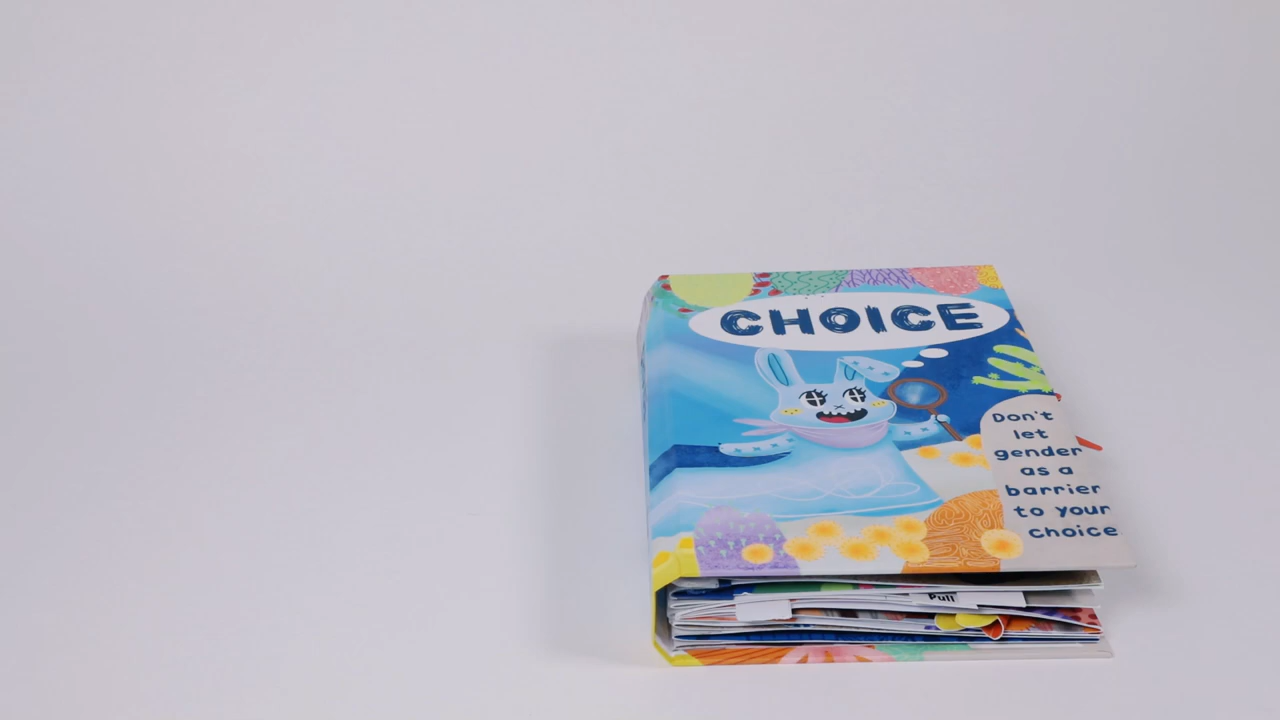 CHOICE
Don't
let
gender
as a
barrier
to your
choice.
Pull